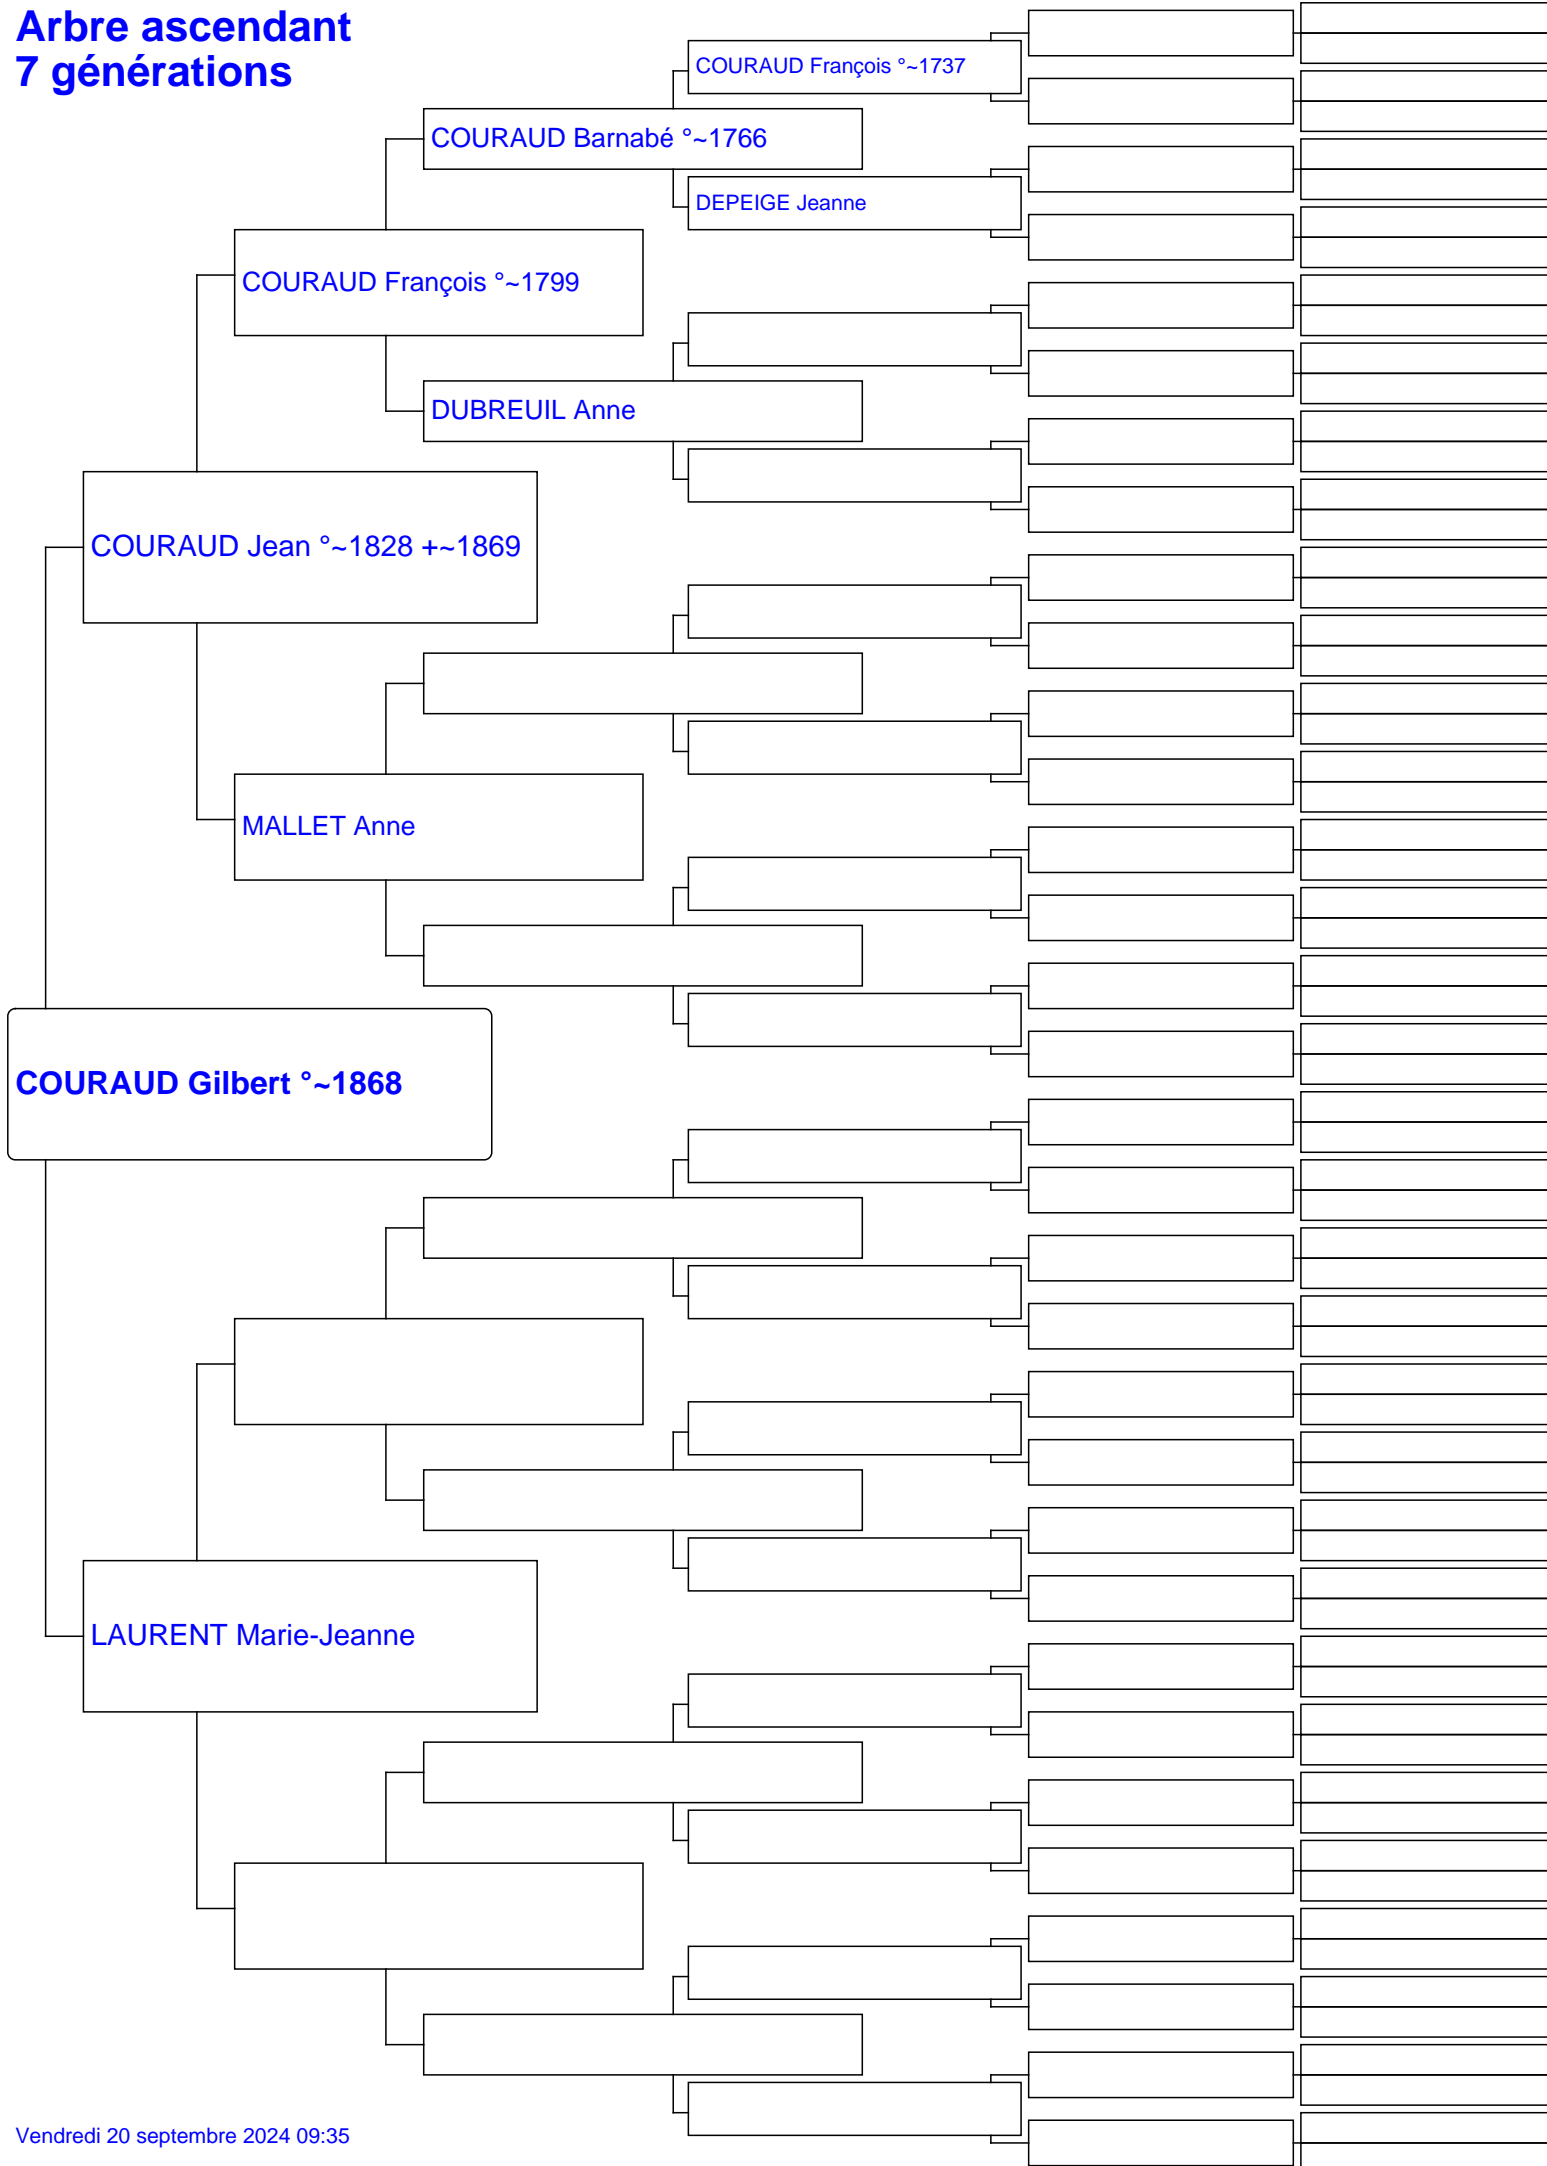 Arbre ascendant
7 générations
COURAUD François °~1737
COURAUD Barnabé °~1766
DEPEIGE Jeanne
COURAUD François °~1799
DUBREUIL Anne
COURAUD Jean °~1828 +~1869
MALLET Anne
COURAUD Gilbert °~1868
LAURENT Marie-Jeanne
Vendredi 20 septembre 2024 09:35